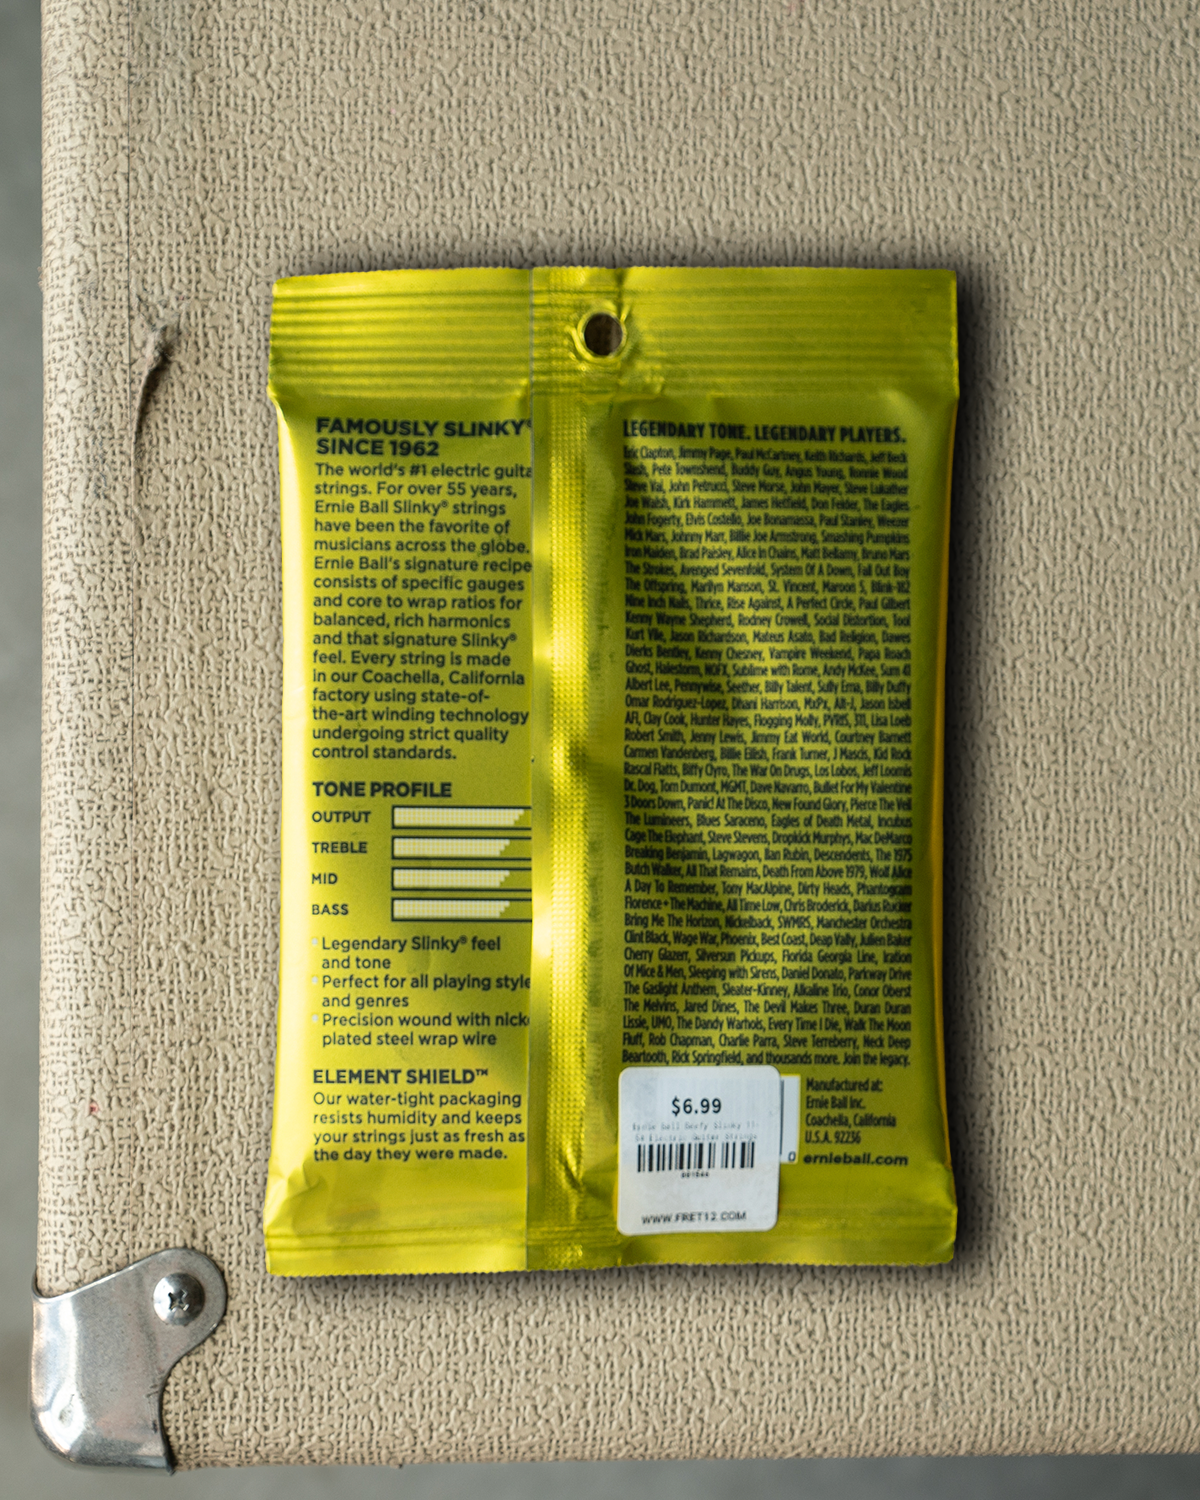 FAMOUSLY SLINKY®
SINCE 1962
The world's #1 electric guita
strings. For over 55 years,
Ernie Ball Slinky® strings
have been the favorite of
musicians across the globe.
Ernie Ball's signature recipe
consists of specific gauges
and core to wrap ratios for
balanced, rich harmonics
and that signature Slinky®
feel. Every string is made
in our Coachella, California
factory using state-of-
the-art winding technology
undergoing strict quality
control standards.
TONE PROFILE
OUTPUT
TREBLE
MID
BASS
Legendary Slinky® feel
and tone
Perfect for all playing style
and genres
Precision wound with nick
plated steel wrap wire
ELEMENT SHIELD™
Our water-tight packaging
resists humidity and keeps
your strings just as fresh as
the day they were made.
LEGENDARY TONE. LEGENDARY PLAYERS.
Eric Clapton, Jimmy Page, Paul McCartney, Keith Richards, Jeff Beck
Slash, Pete Townshend, Buddy Guy, Angus Young, Ronnie Wood
Steve Vai, John Petrucci, Steve Morse, John Mayer, Steve Lukather
Joe Walsh, Kirk Hammett, James Hetfield, Don Felder, The Eagles
John Fogerty, Elvis Costello, Joe Bonamassa, Paul Stanley, Weezer
Mick Mars, Johnny Marr, Billie Joe Armstrong, Smashing Pumpkins
Iron Maiden, Brad Paisley, Alice In Chains, Matt Bellamy, Bruno Mars
The Strokes, Avenged Sevenfold, System Of A Down, Fall Out Boy
The Offspring, Marilyn Manson, St. Vincent, Maroon 5, Blink-182
Nine Inch Nails, Thrice, Rise Against, A Perfect Circle, Paul Gilbert
Kenny Wayne Shepherd, Rodney Crowell, Social Distortion, Tool
Kurt Vile, Jason Richardson, Mateus Asato, Bad Religion, Dawes
Dierks Bentley, Kenny Chesney, Vampire Weekend, Papa Roach
Ghost, Halestorm, NOFX, Sublime with Rome, Andy McKee, Sum 41
Albert Lee, Pennywise, Seether, Billy Talent, Sully Erna, Billy Duffy
Omar Rodriguez-Lopez, Dhani Harrison, MxPx, Alt-J, Jason Isbell
AFI, Clay Cook, Hunter Hayes, Flogging Molly, PVRIS, 311, Lisa Loeb
Robert Smith, Jenny Lewis, Jimmy Eat World, Courtney Barnett
Carmen Vandenberg, Billie Eilish, Frank Turner, J Mascis, Kid Rock
Rascal Flatts, Biffy Clyro, The War On Drugs, Los Lobos, Jeff Loomis
Dr. Dog, Tom Dumont, MGMT, Dave Navarro, Bullet For My Valentine
3 Doors Down, Panic! At The Disco, New Found Glory, Pierce The Veil
The Lumineers, Blues Saraceno, Eagles of Death Metal, Incubus
Cage The Elephant, Steve Stevens, Dropkick Murphys, Mac DeMarco
Breaking Benjamin, Lagwagon, Ilan Rubin, Descendents, The 1975
Butch Walker, All That Remains, Death From Above 1979, Wolf Alice
A Day To Remember, Tony MacAlpine, Dirty Heads, Phantogram
Florence + The Machine, All Time Low, Chris Broderick, Darius Rucker
Bring Me The Horizon, Nickelback, SWMRS, Manchester Orchestra
Clint Black, Wage War, Phoenix, Best Coast, Deap Vally, Julien Baker
Cherry Glazerr, Silversun Pickups, Florida Georgia Line, Iration
Of Mice & Men, Sleeping with Sirens, Daniel Donato, Parkway Drive
The Gaslight Anthem, Sleater-Kinney, Alkaline Trio, Conor Oberst
The Melvins, Jared Dines, The Devil Makes Three, Duran Duran
Lissie, UMO, The Dandy Warhols, Every Time I Die, Walk The Moon
Fluff, Rob Chapman, Charlie Parra, Steve Terreberry, Neck Deep
Beartooth, Rick Springfield, and thousands more. Join the legacy.
$6.99
WWW.FRET12.COM
0
Manufactured at:
Ernie Ball Inc.
Coachella, California
U.S.A. 92236
ernieball.com